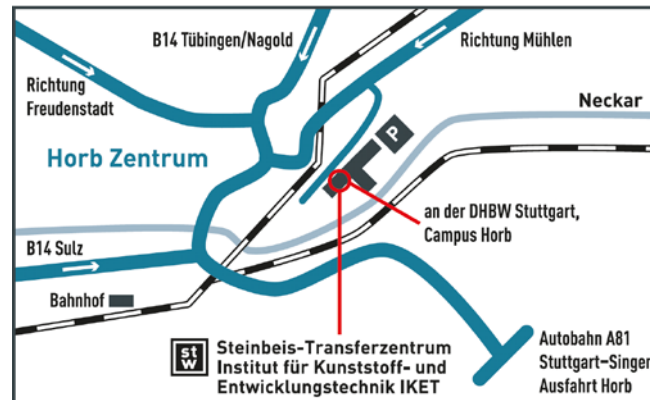 B14 Tübingen/Nagold
Richtung Mühlen
Richtung
Freudenstadt
Neckar
P
Horb Zentrum
an der DHBW Stuttgart,
Campus Horb
B14 Sulz
Bahnhof
stw
Steinbeis-Transferzentrum
Institut für Kunststoff- und
Entwicklungstechnik IKET
Autobahn A81
Stuttgart–Singen
Ausfahrt Horb